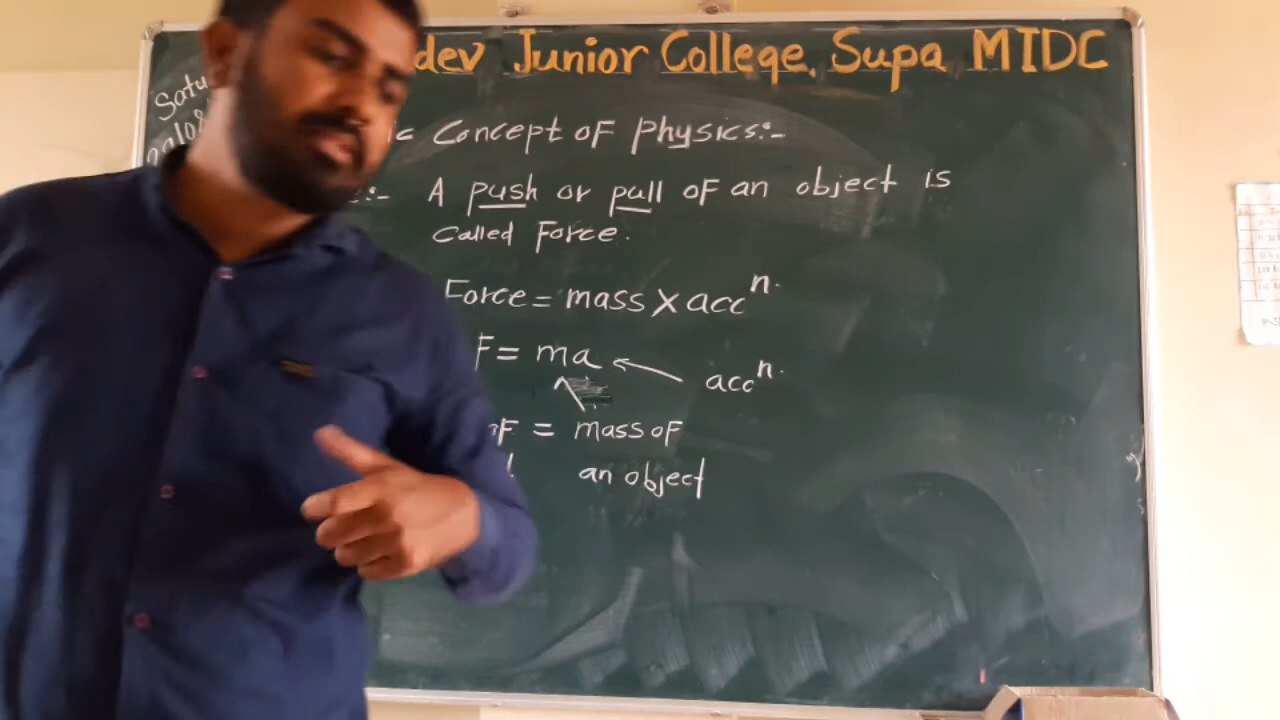 dev Junior College, Supa MIDC
Satu
Concept of Physics:-
:- A push or pull of an object is
called Force.
Force = mass X accⁿ.
F = ma
accⁿ.
= mass of
an object